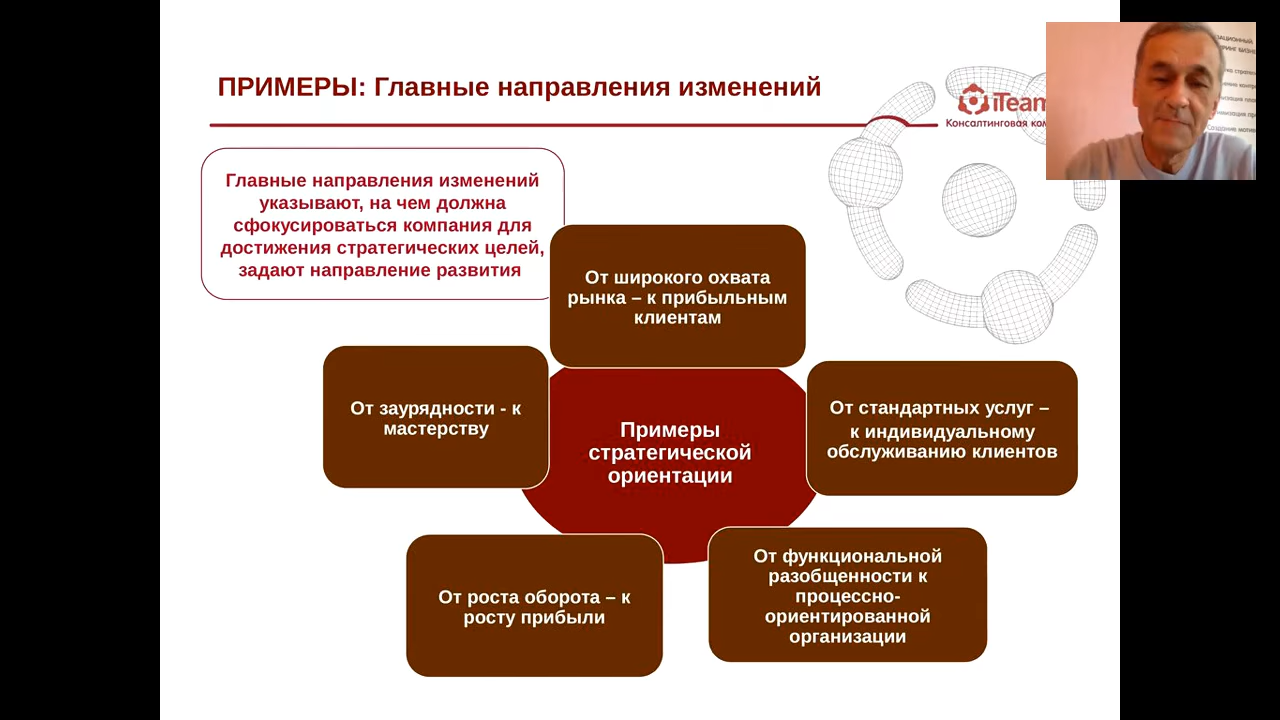 ПРИМЕРЫ: Главные направления изменений
iTeam
Консалтинговая
Главные направления изменений
указывают, на чем должна
сфокусироваться компания для
достижения стратегических целей,
задают направление развития
От широкого охвата
рынка – к прибыльным
клиентам
От заурядности - к
мастерству
Примеры
стратегической
ориентации
От стандартных услуг –
к индивидуальному
обслуживанию клиентов
От роста оборота – к
росту прибыли
От функциональной
разобщенности к
процессно-
ориентированной
организации